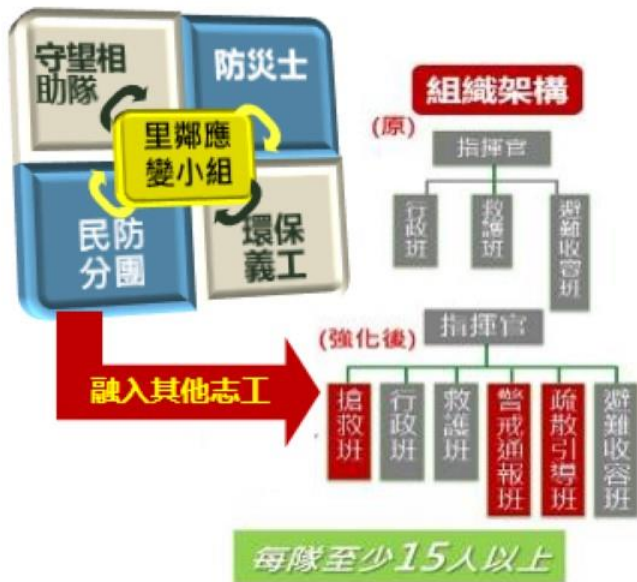 守望相
助隊
防災士
里鄰應
變小組
民防
分團
環保
義工
融入其他志工
組織架構
(原)
指揮官
行政班
救護班
避難收容班
(強化後)
指揮官
搶救班
行政班
救護班
警戒通報班
疏散引導班
避難收容班
每隊至少15人以上